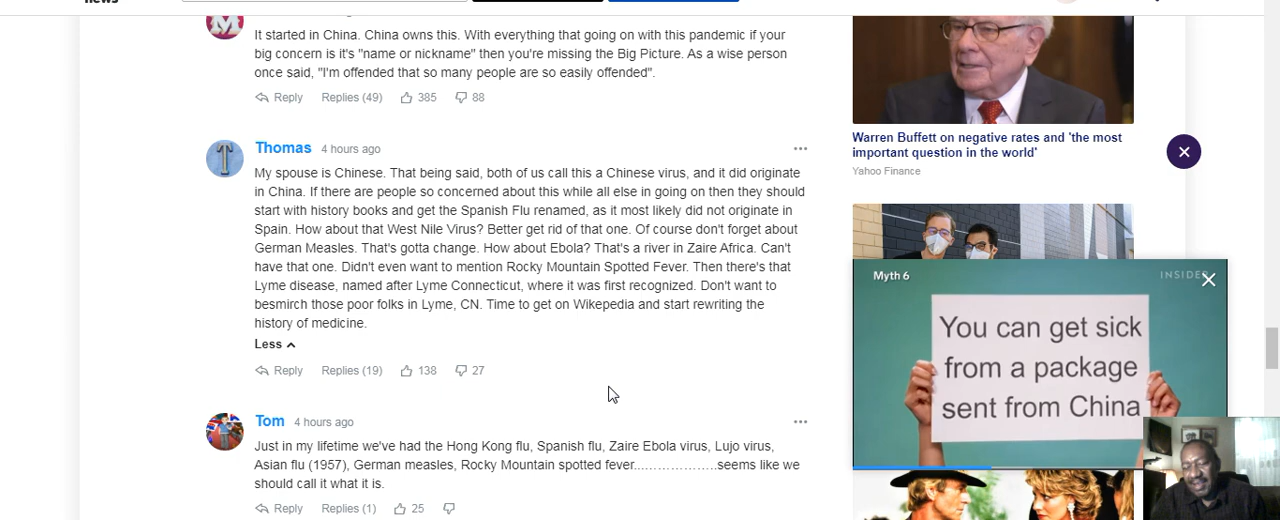 news
It started in China. China owns this. With everything that going on with this pandemic if your
big concern is it's "name or nickname" then you're missing the Big Picture. As a wise person
once said, "I'm offended that so many people are so easily offended".
Reply Replies (49) 385 88
Thomas 4 hours ago
My spouse is Chinese. That being said, both of us call this a Chinese virus, and it did originate
in China. If there are people so concerned about this while all else in going on then they should
start with history books and get the Spanish Flu renamed, as it most likely did not originate in
Spain. How about that West Nile Virus? Better get rid of that one. Of course don't forget about
German Measles. That's gotta change. How about Ebola? That's a river in Zaire Africa. Can't
have that one. Didn't even want to mention Rocky Mountain Spotted Fever. Then there's that
Lyme disease, named after Lyme Connecticut, where it was first recognized. Don't want to
besmirch those poor folks in Lyme, CN. Time to get on Wikepedia and start rewriting the
history of medicine.
Less
Reply Replies (19) 138 27
Tom 4 hours ago
Just in my lifetime we've had the Hong Kong flu, Spanish flu, Zaire Ebola virus, Lujo virus,
Asian flu (1957), German measles, Rocky Mountain spotted fever.....................seems like we
should call it what it is.
Reply Replies (1) 25
Warren Buffett on negative rates and 'the most
important question in the world'
Yahoo Finance
Myth 6
INSIDER
You can get sick
from a package
sent from China